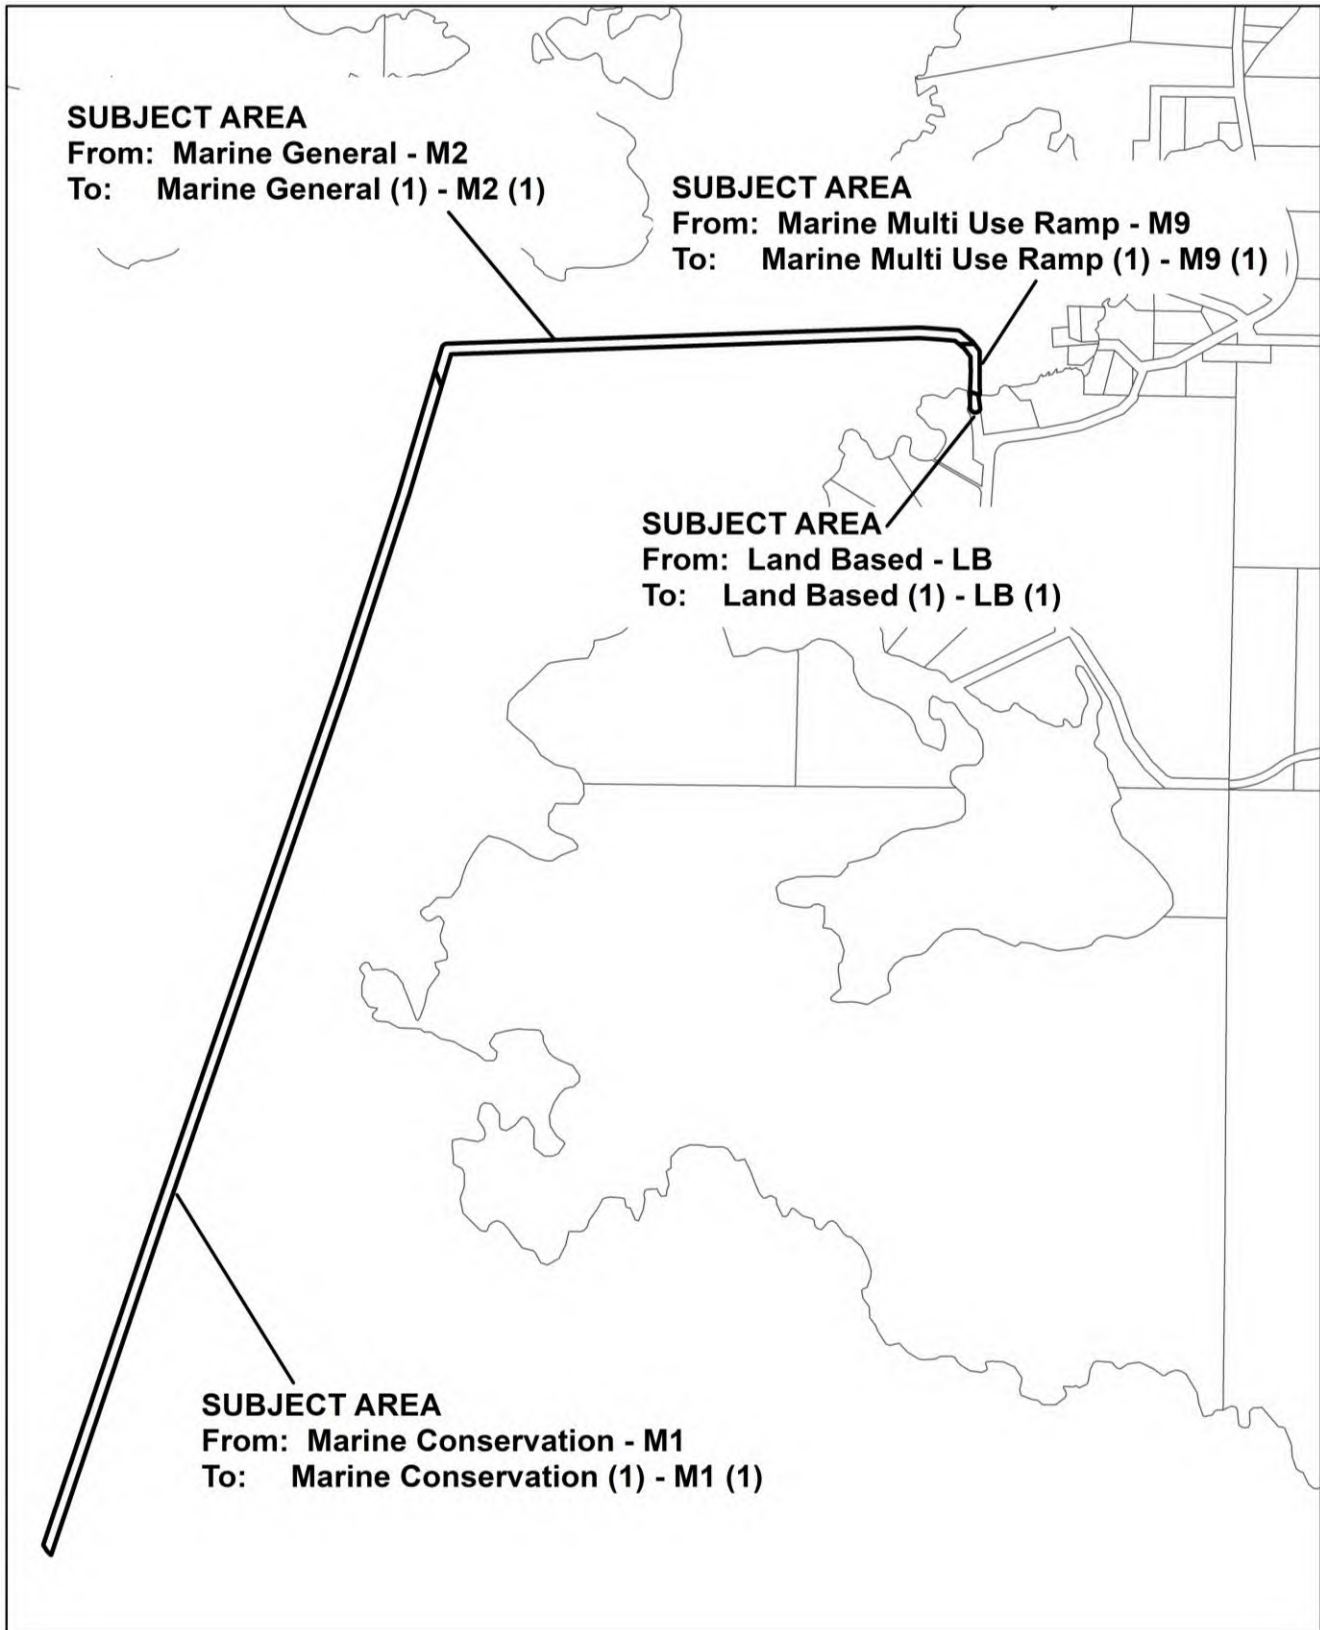 SUBJECT AREA
From: Marine General - M2
To: Marine General (1) - M2 (1)
SUBJECT AREA
From: Marine Multi Use Ramp - M9
To: Marine Multi Use Ramp (1) - M9 (1)
SUBJECT AREA
From: Land Based - LB
To: Land Based (1) - LB (1)
SUBJECT AREA
From: Marine Conservation - M1
To: Marine Conservation (1) - M1 (1)